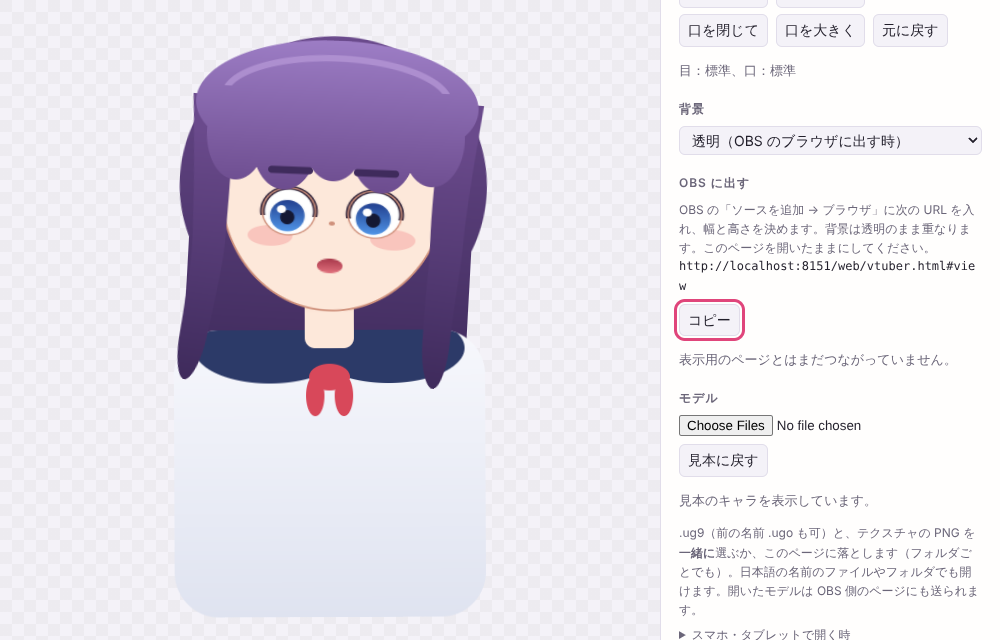 口を閉じて 口を大きく 元に戻す
目：標準、口：標準
背景
透明（OBS のブラウザに出す時）
OBS に出す
OBS の「ソースを追加 → ブラウザ」に次の URL を入
れ、幅と高さを決めます。背景は透明のまま重なりま
す。このページを開いたままにしてください。
http://localhost:8151/web/vtuber.html#vie
w
コピー
表示用のページとはまだつながっていません。
モデル
Choose Files No file chosen
見本に戻す
見本のキャラを表示しています。
.ug9（前の名前 .ugo も可）と、テクスチャの PNG を
一緒に選ぶか、このページに落とします（フォルダご
とでも）。日本語の名前のファイルやフォルダでも開
けます。開いたモデルは OBS 側のページにも送られま
す。
▶ スマホ・タブレットで開く時